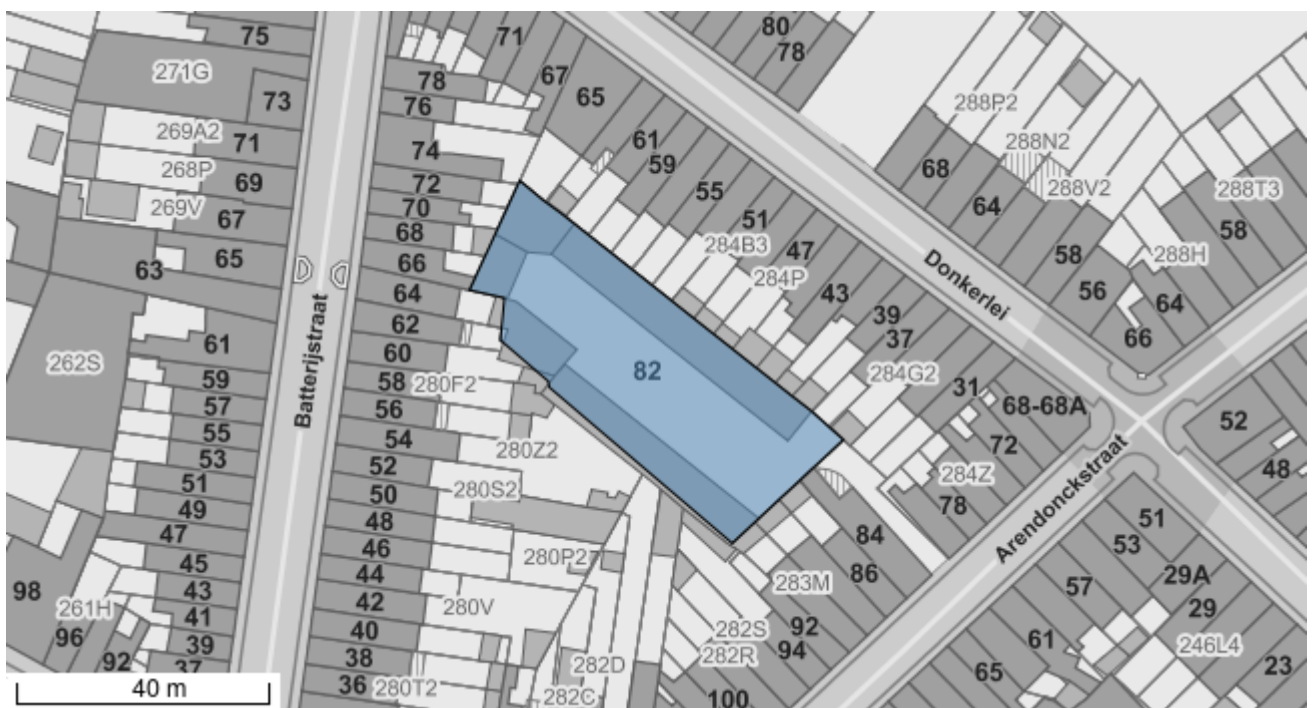 75
271G
73
269A2
71
268P
69
269V
67
65
63
61
262S
59
57
55
53
51
49
47
45
43
41
39
37
98
96
92
261H
40 m
Batterijstraat
78
76
74
72
70
68
66
64
62
60
58
280F2
56
54
280Z2
52
280S2
50
48
46
280P2
44
42
280V
40
38
36
280T2
282D
282C
71
67
65
61
59
55
51
284B3
47
284P
43
39
37
284G2
31
68-68A
72
284Z
78
82
84
86
283M
92
94
282S
282R
100
80
78
Donkerlei
288P2
288N2
288V2
68
64
58
56
66
64
288H
288T3
58
52
48
Arendonckstraat
51
53
57
61
65
29A
29
246L4
23